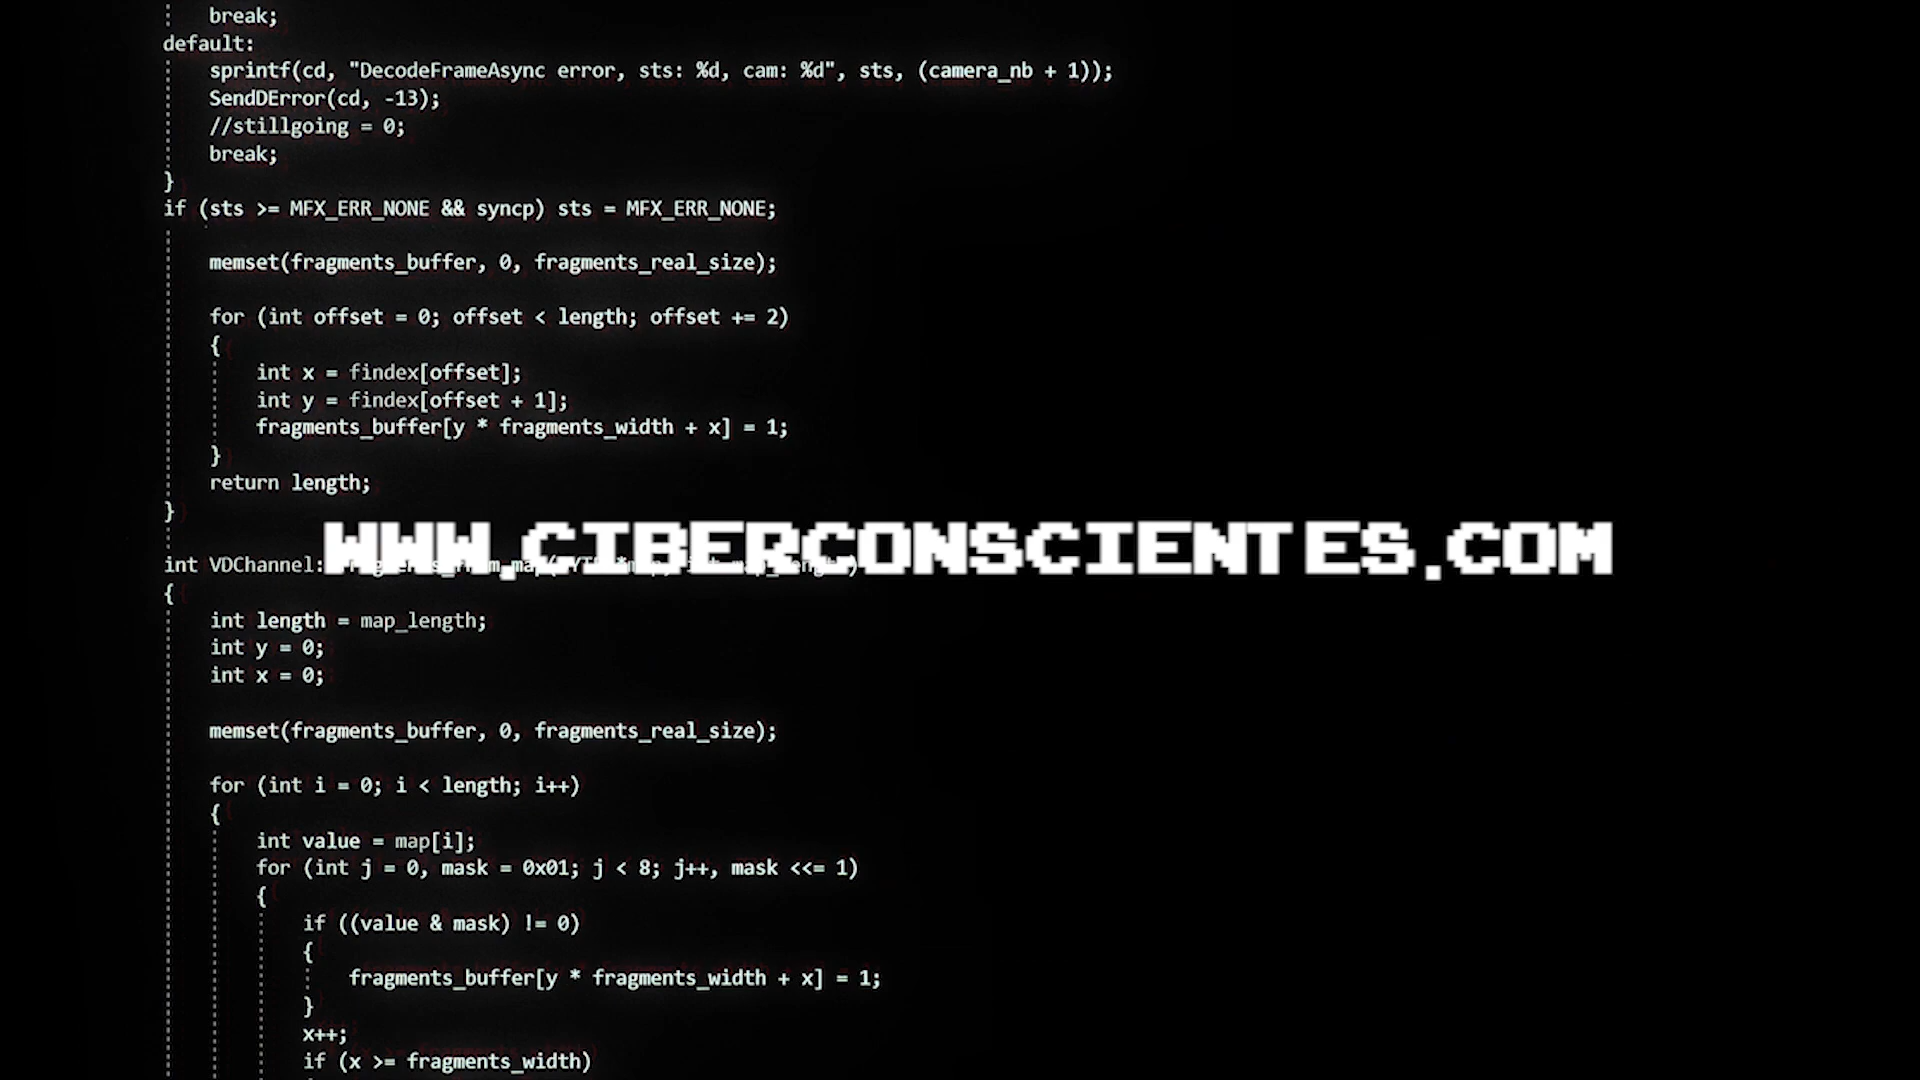 break;
default:
sprintf(cd, "DecodeFrameAsync error, sts: %d, cam: %d", sts, (camera_nb + 1));
SendDError(cd, -13);
//stillgoing = 0;
break;
}
if (sts >= MFX_ERR_NONE && syncp) sts = MFX_ERR_NONE;
memset(fragments_buffer, 0, fragments_real_size);
for (int offset = 0; offset < length; offset += 2)
{
int x = findex[offset];
int y = findex[offset + 1];
fragments_buffer[y * fragments_width + x] = 1;
}
return length;
}
WWW.CIBERCONSCIENTES.COM
int VDChannel:
{
int length = map_length;
int y = 0;
int x = 0;
memset(fragments_buffer, 0, fragments_real_size);
for (int i = 0; i < length; i++)
{
int value = map[i];
for (int j = 0, mask = 0x01; j < 8; j++, mask <<= 1)
{
if ((value & mask) != 0)
{
fragments_buffer[y * fragments_width + x] = 1;
}
x++;
if (x >= fragments_width)